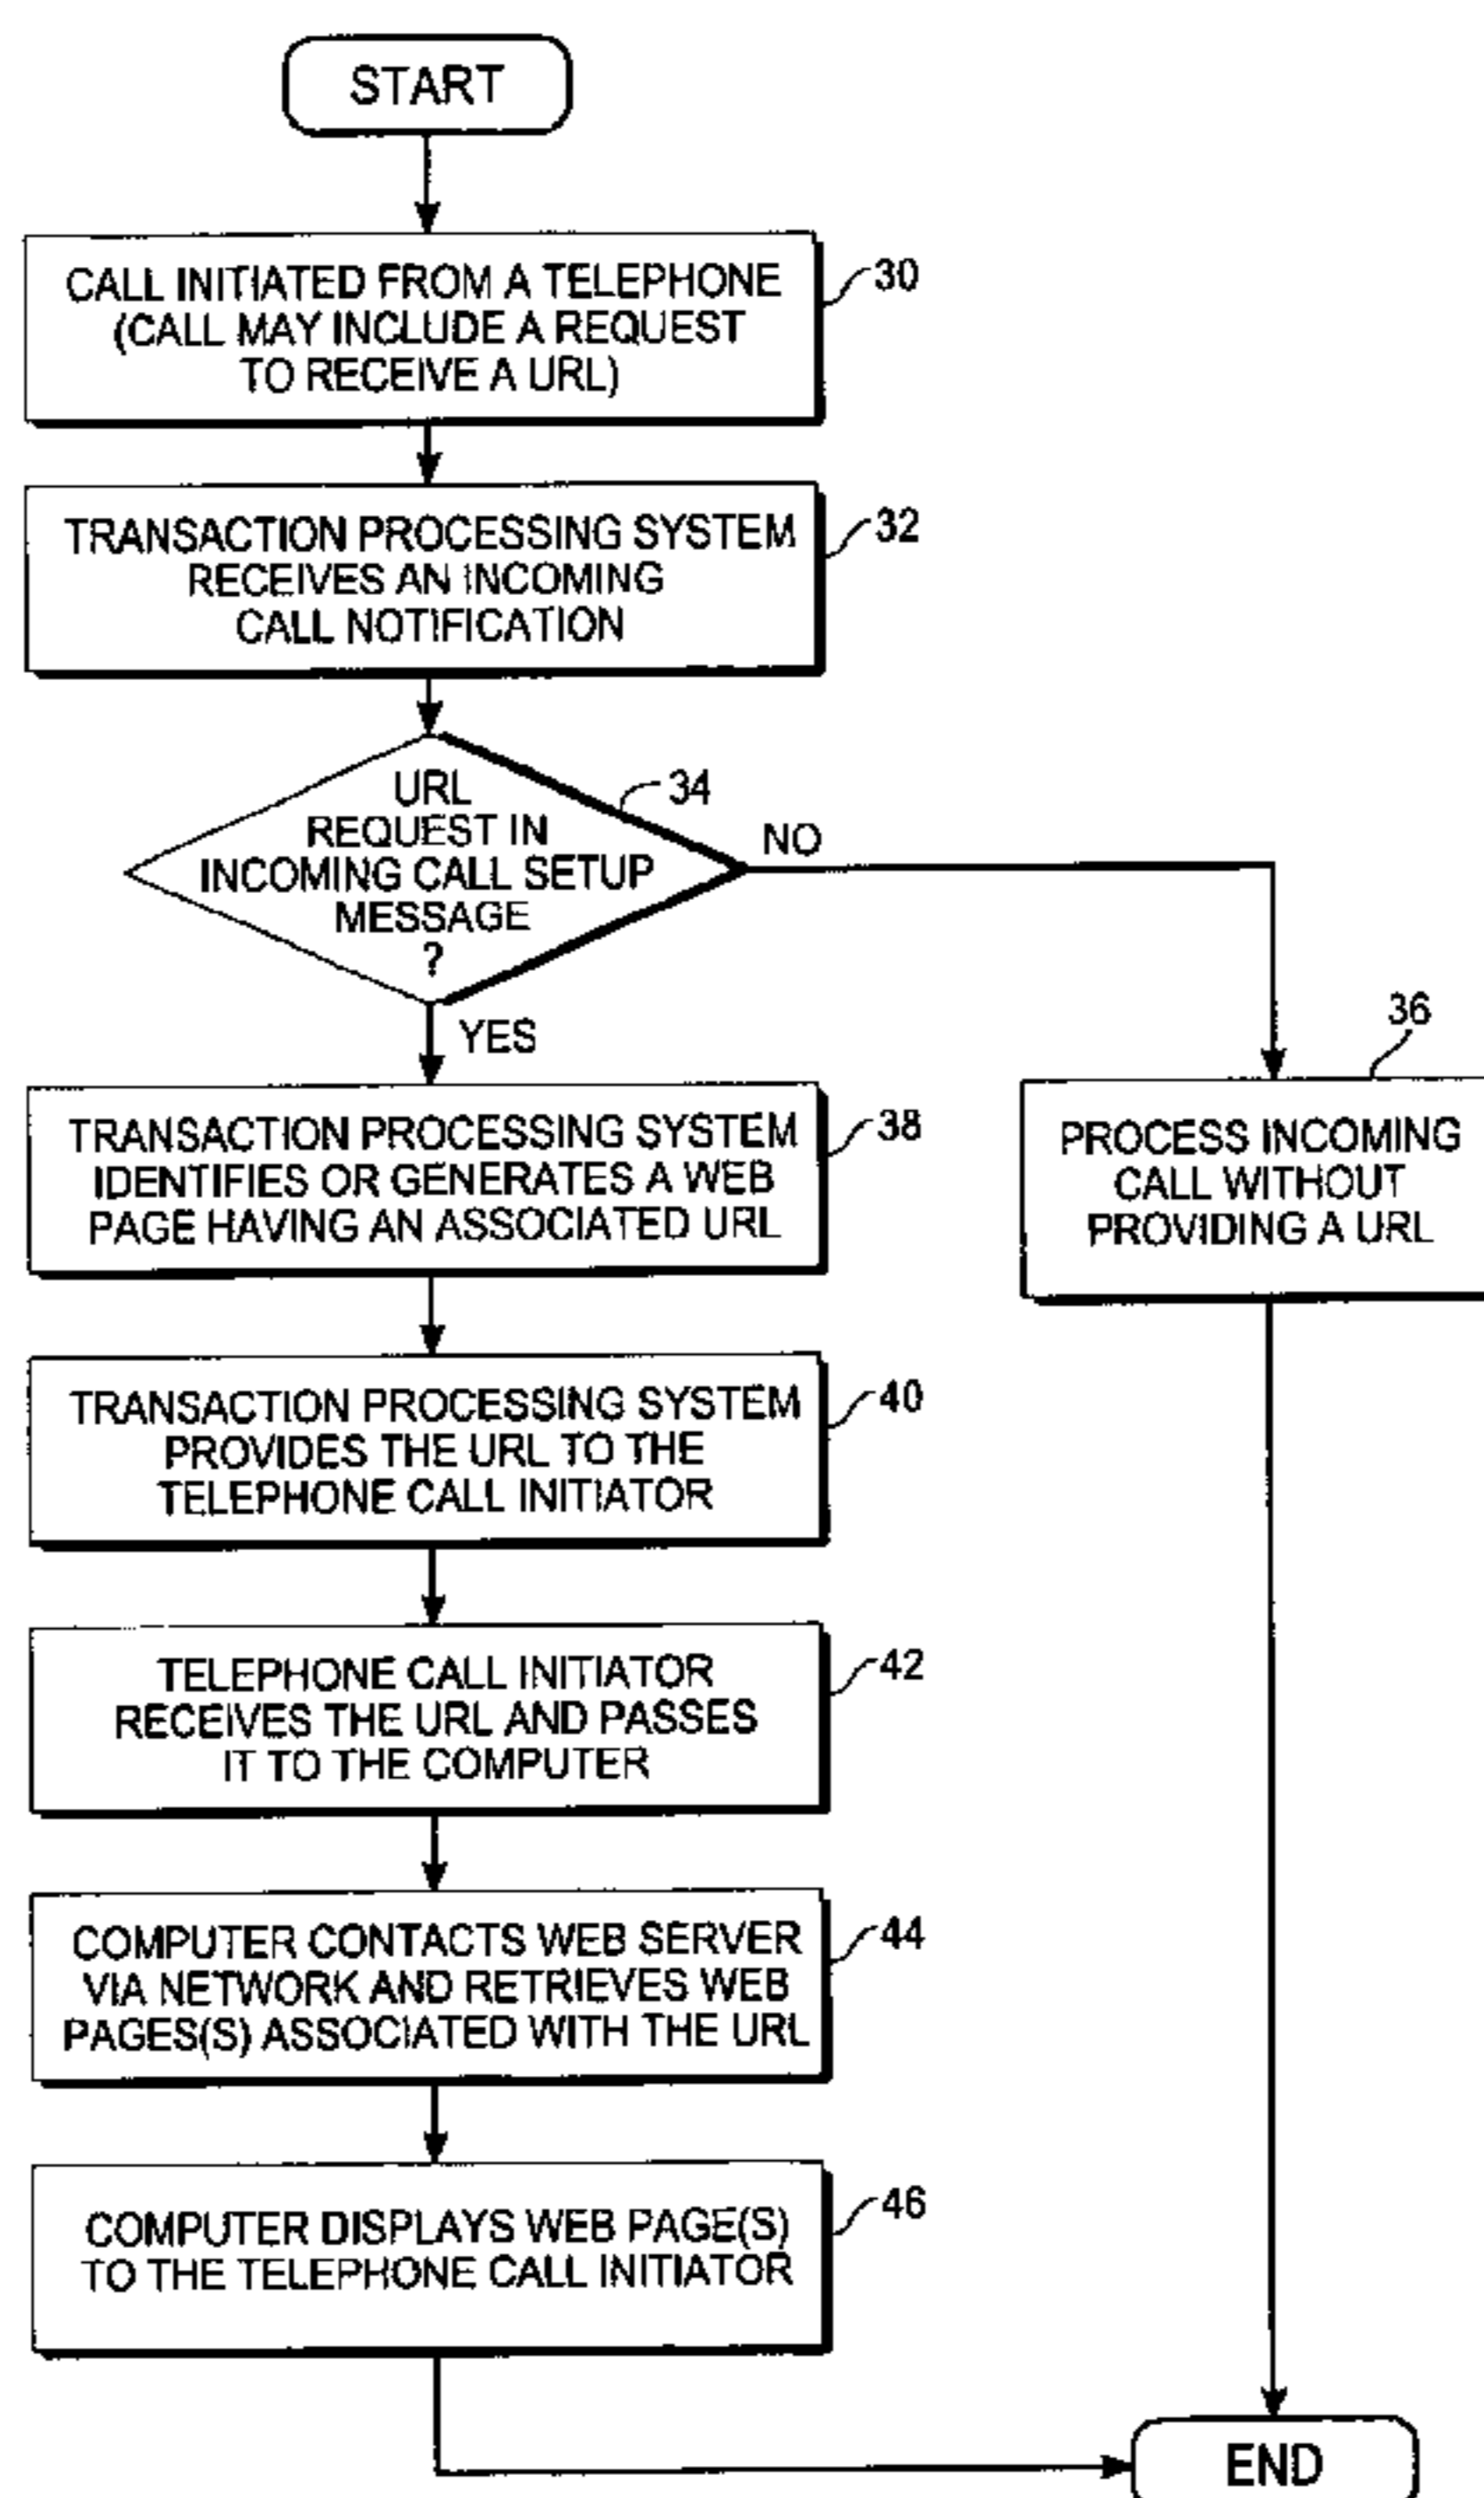 START
CALL INITIATED FROM A TELEPHONE
(CALL MAY INCLUDE A REQUEST
TO RECEIVE A URL)
30
TRANSACTION PROCESSING SYSTEM
RECEIVES AN INCOMING
CALL NOTIFICATION
32
URL
REQUEST IN
INCOMING CALL SETUP
MESSAGE
?
34
NO
YES
36
PROCESS INCOMING
CALL WITHOUT
PROVIDING A URL
TRANSACTION PROCESSING SYSTEM
IDENTIFIES OR GENERATES A WEB
PAGE HAVING AN ASSOCIATED URL
38
TRANSACTION PROCESSING SYSTEM
PROVIDES THE URL TO THE
TELEPHONE CALL INITIATOR
40
TELEPHONE CALL INITIATOR
RECEIVES THE URL AND PASSES
IT TO THE COMPUTER
42
COMPUTER CONTACTS WEB SERVER
VIA NETWORK AND RETRIEVES WEB
PAGES(S) ASSOCIATED WITH THE URL
44
COMPUTER DISPLAYS WEB PAGE(S)
TO THE TELEPHONE CALL INITIATOR
46
END